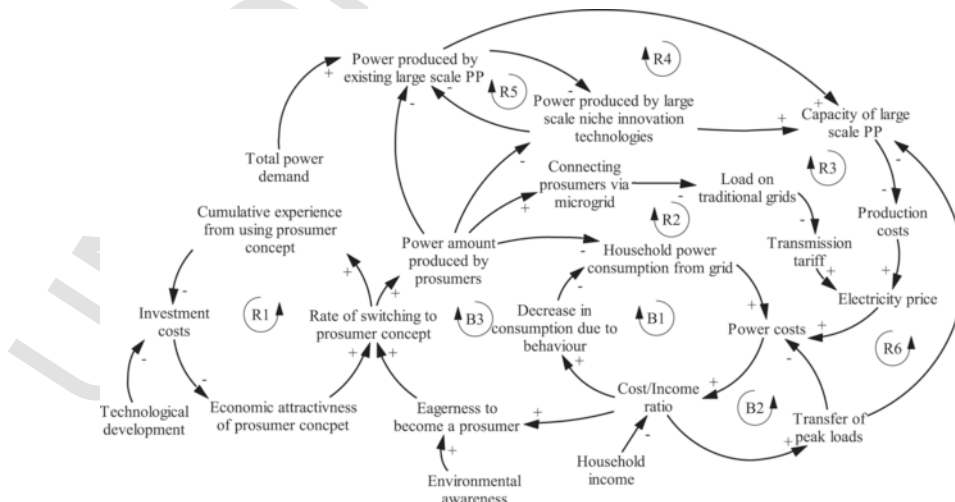 Power produced by
existing large scale PP
+
R4
R5
-
-
-
Power produced by large
scale niche innovation
technologies
+
+
Capacity of large
scale PP
-
-
Total power
demand
Connecting
prosumers via
microgrid
+
-
Load on
traditional grids
R3
-
-
Production
costs
Cumulative experience
from using prosumer
concept
R2
Power amount
produced by
prosumers
Household power
consumption from grid
-
-
Transmission
tariff
+
+
Electricity price
+
+
-
Investment
costs
R1
Rate of switching to
prosumer concept
B3
Decrease in
consumption due to
behaviour
B1
+
Power costs
+
R6
-
-
+
+
+
+
-
Technological
development
Economic attractivness
of prosumer concpet
Eagerness to
become a prosumer
+
Cost/Income
ratio
B2
Transfer of
peak loads
+
-
+
Environmental
awareness
Household
income